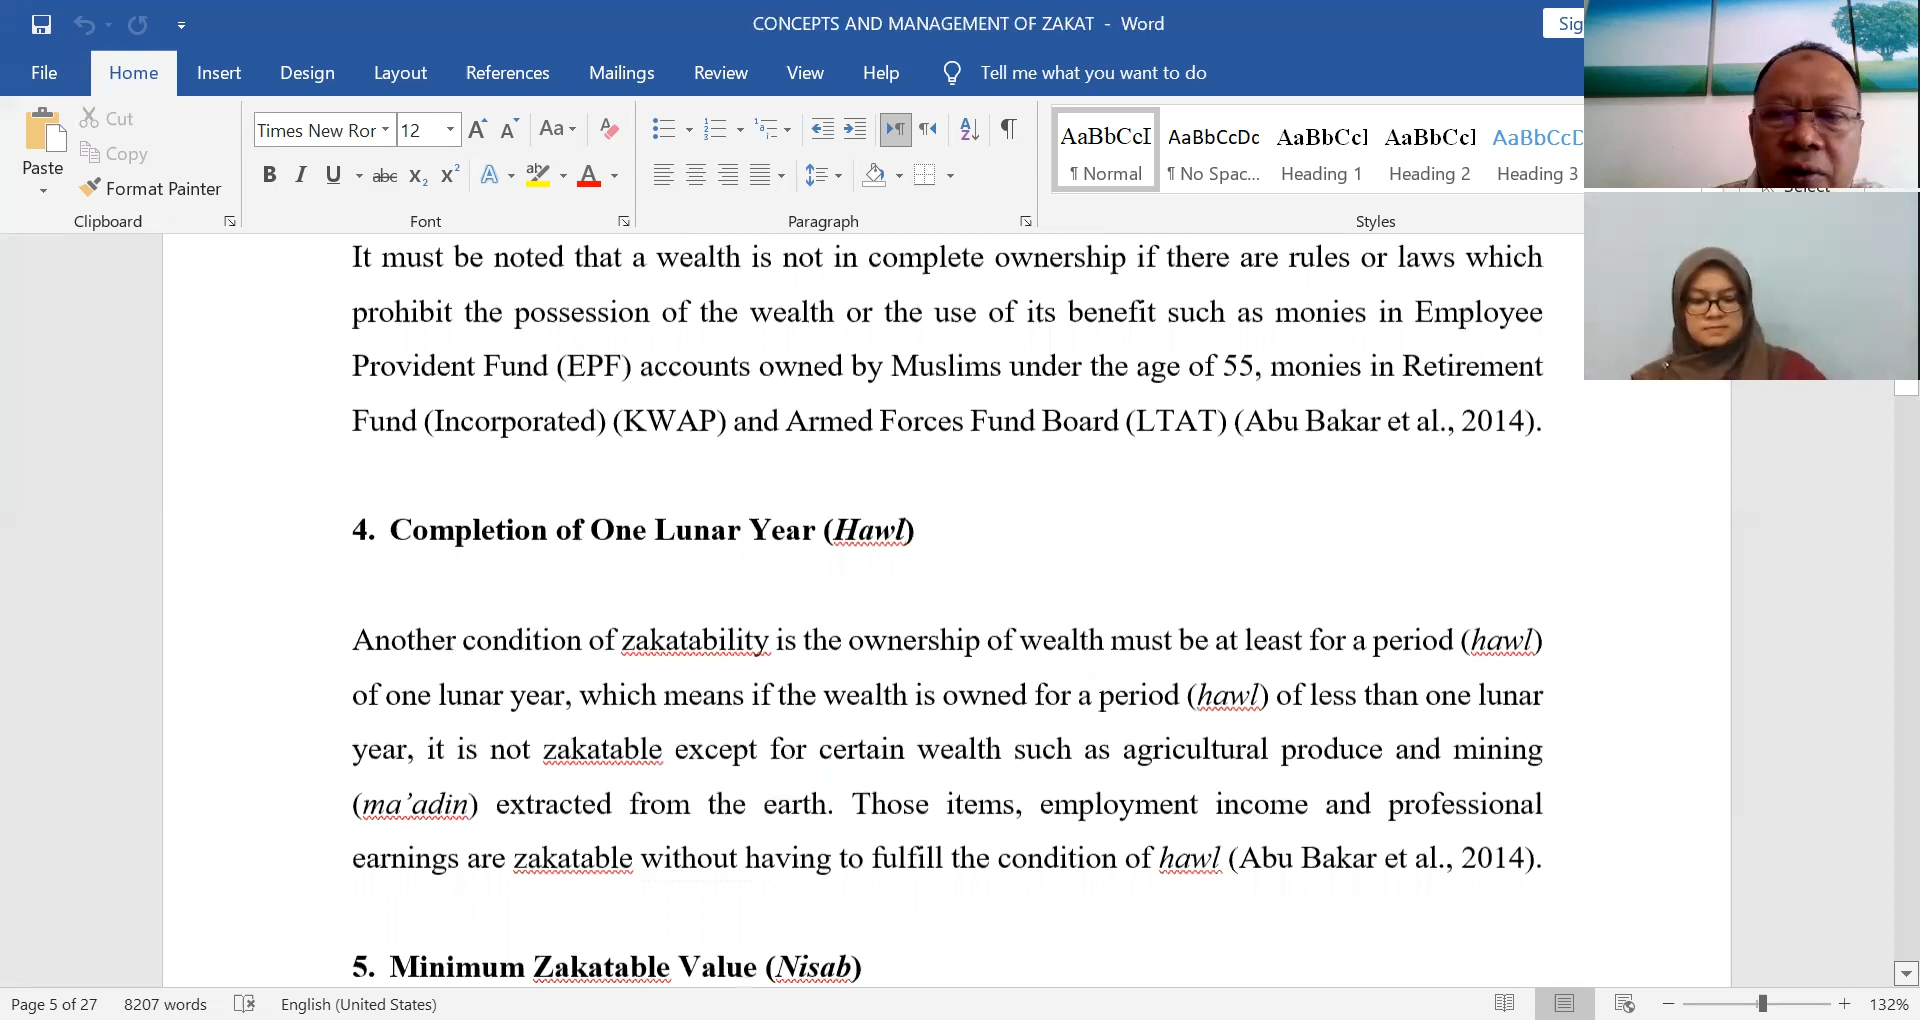 CONCEPTS AND MANAGEMENT OF ZAKAT - Word
Sig
File Home Insert Design Layout References Mailings Review View Help Tell me what you want to do
Paste
Cut
Copy
Format Painter
Clipboard
Times New Ror 12
Font
Paragraph
AaBbCcI AaBbCcDc AaBbCcI AaBbCcI AaBbCcD
¶ Normal ¶ No Spac... Heading 1 Heading 2 Heading 3
Styles
Select
It must be noted that a wealth is not in complete ownership if there are rules or laws which
prohibit the possession of the wealth or the use of its benefit such as monies in Employee
Provident Fund (EPF) accounts owned by Muslims under the age of 55, monies in Retirement
Fund (Incorporated) (KWAP) and Armed Forces Fund Board (LTAT) (Abu Bakar et al., 2014).
4. Completion of One Lunar Year (Hawl)
Another condition of zakatability is the ownership of wealth must be at least for a period (hawl)
of one lunar year, which means if the wealth is owned for a period (hawl) of less than one lunar
year, it is not zakatable except for certain wealth such as agricultural produce and mining
(ma’adin) extracted from the earth. Those items, employment income and professional
earnings are zakatable without having to fulfill the condition of hawl (Abu Bakar et al., 2014).
5. Minimum Zakatable Value (Nisab)
Page 5 of 27 8207 words English (United States) 132%